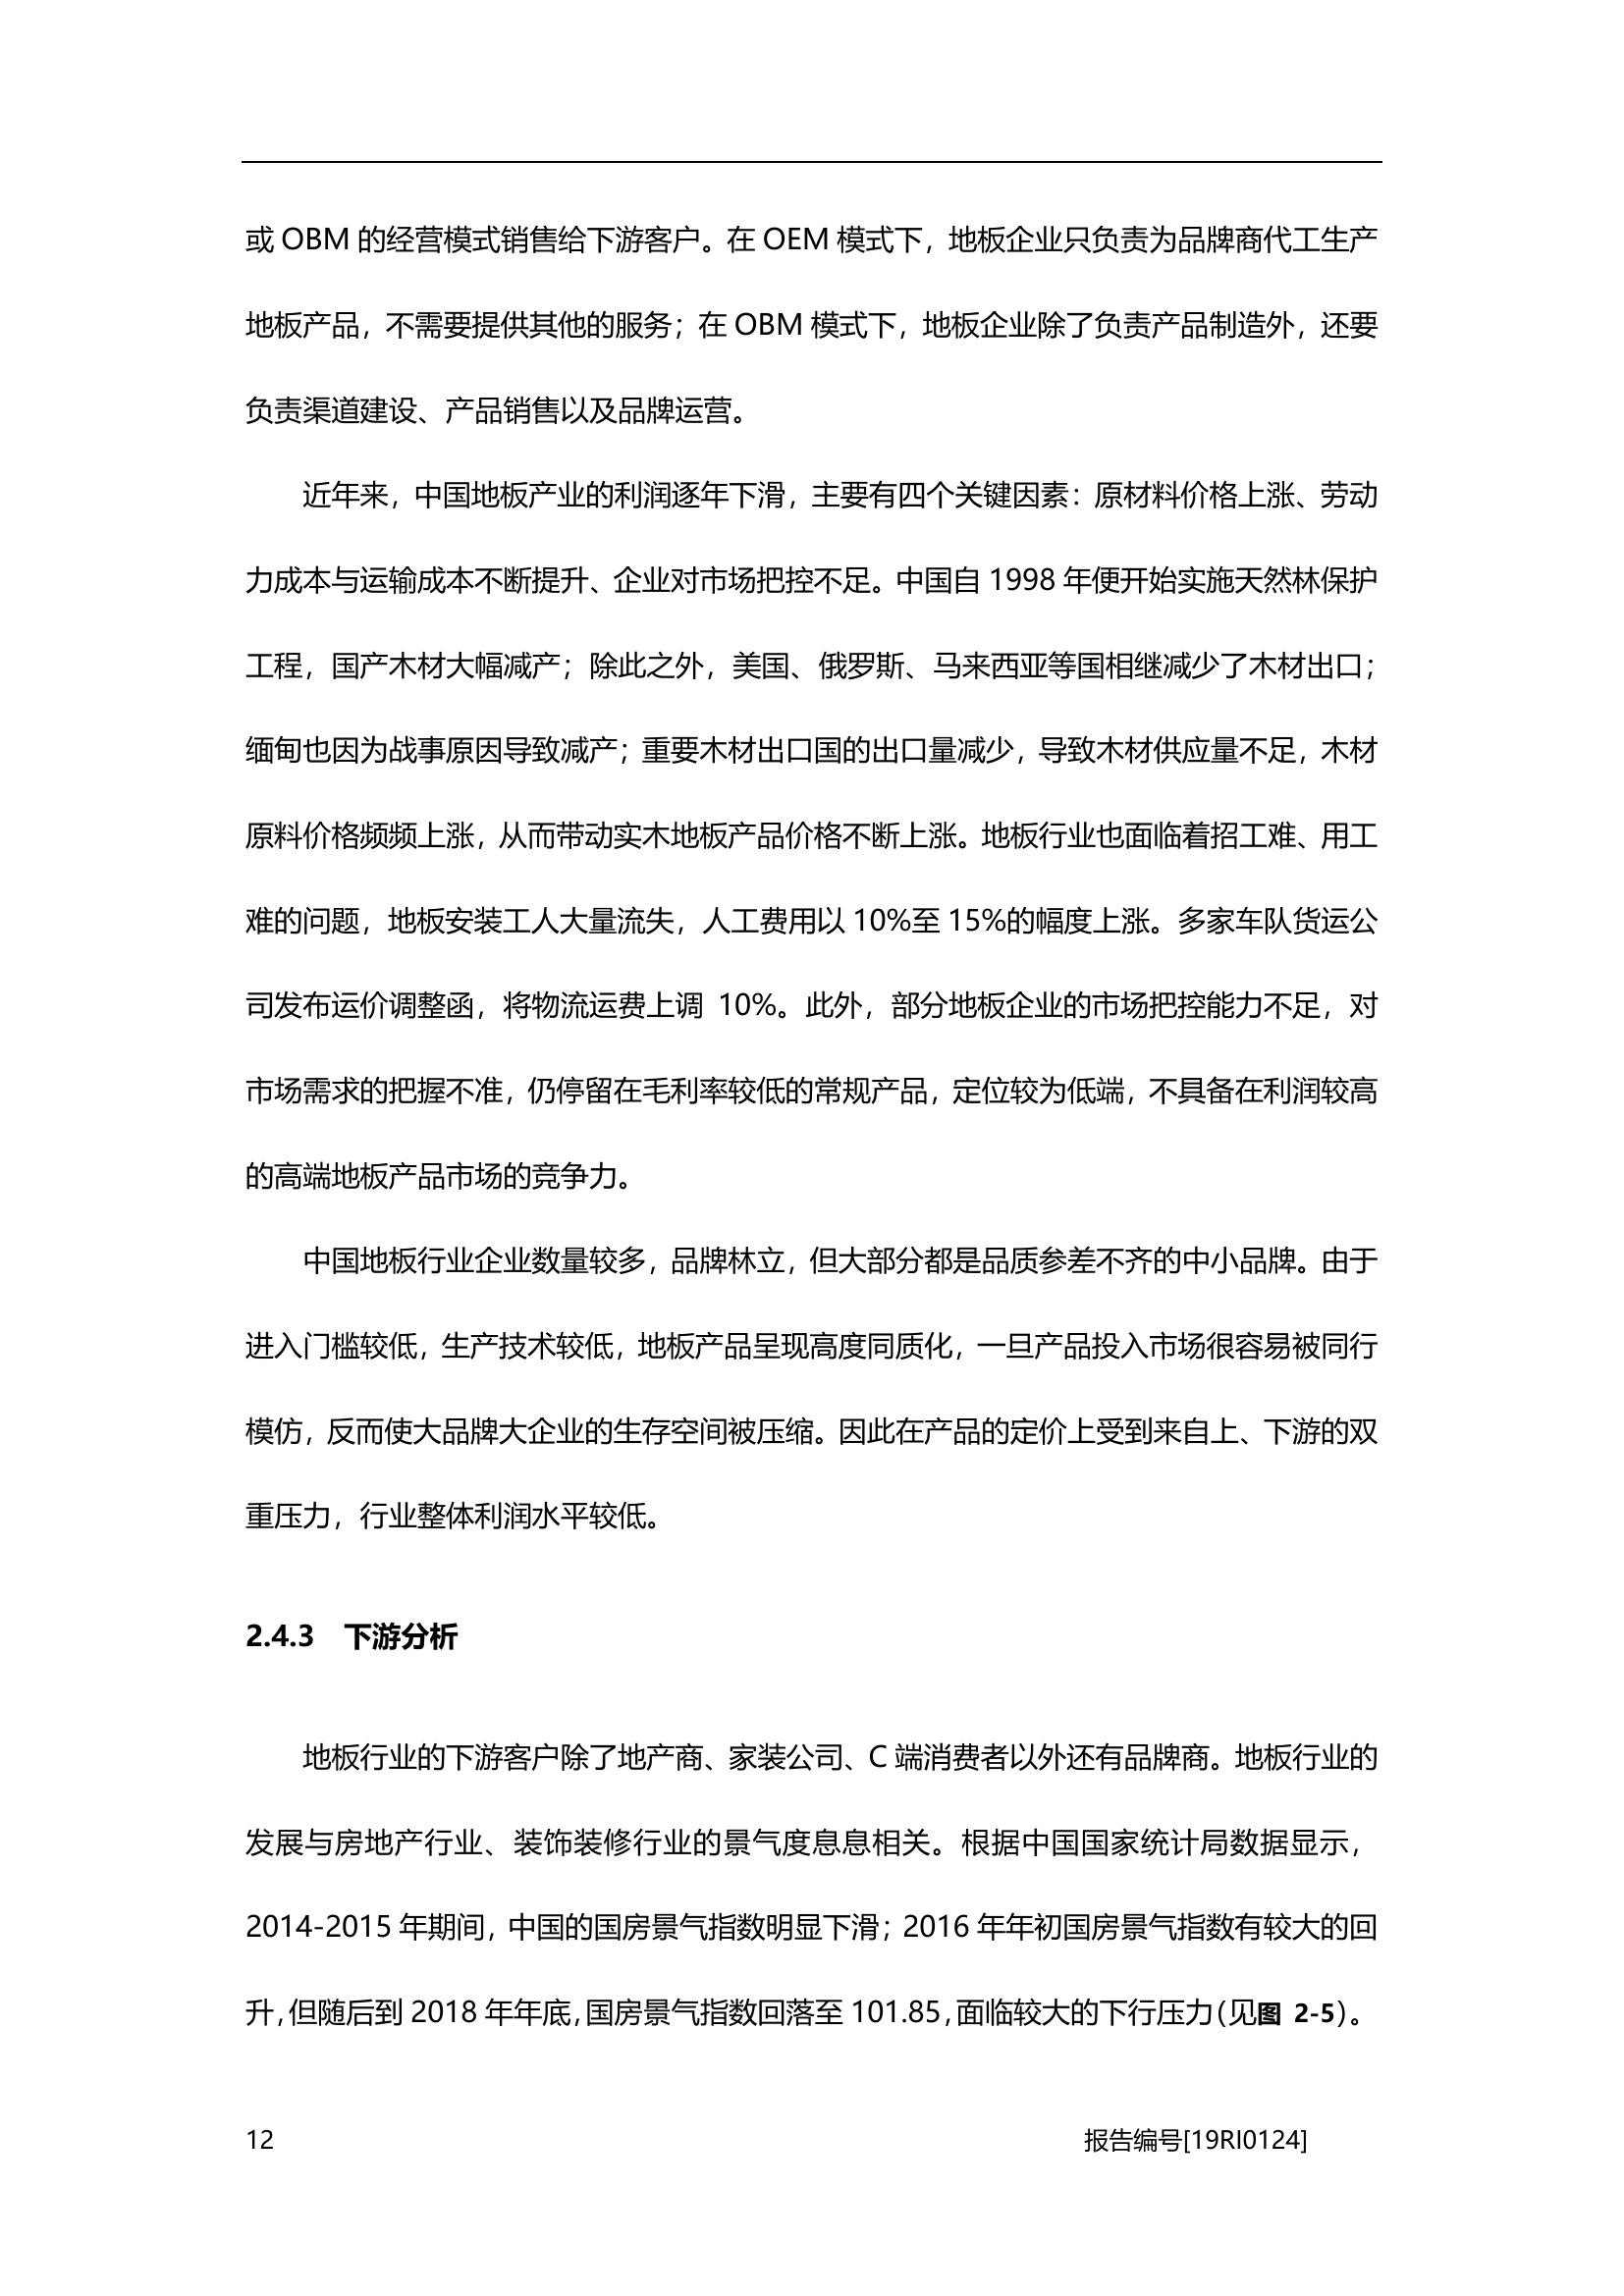 或 OBM 的经营模式销售给下游客户。在 OEM 模式下，地板企业只负责为品牌商代工生产
地板产品，不需要提供其他的服务；在 OBM 模式下，地板企业除了负责产品制造外，还要
负责渠道建设、产品销售以及品牌运营。
近年来，中国地板产业的利润逐年下滑，主要有四个关键因素：原材料价格上涨、劳动
力成本与运输成本不断提升、企业对市场把控不足。中国自 1998 年便开始实施天然林保护
工程，国产木材大幅减产；除此之外，美国、俄罗斯、马来西亚等国相继减少了木材出口；
缅甸也因为战事原因导致减产；重要木材出口国的出口量减少，导致木材供应量不足，木材
原料价格频频上涨，从而带动实木地板产品价格不断上涨。地板行业也面临着招工难、用工
难的问题，地板安装工人大量流失，人工费用以 10%至 15%的幅度上涨。多家车队货运公
司发布运价调整函，将物流运费上调 10%。此外，部分地板企业的市场把控能力不足，对
市场需求的把握不准，仍停留在毛利率较低的常规产品，定位较为低端，不具备在利润较高
的高端地板产品市场的竞争力。
中国地板行业企业数量较多，品牌林立，但大部分都是品质参差不齐的中小品牌。由于
进入门槛较低，生产技术较低，地板产品呈现高度同质化，一旦产品投入市场很容易被同行
模仿，反而使大品牌大企业的生存空间被压缩。因此在产品的定价上受到来自上、下游的双
重压力，行业整体利润水平较低。
2.4.3 下游分析
地板行业的下游客户除了地产商、家装公司、C 端消费者以外还有品牌商。地板行业的
发展与房地产行业、装饰装修行业的景气度息息相关。根据中国国家统计局数据显示，
2014-2015 年期间，中国的国房景气指数明显下滑；2016 年年初国房景气指数有较大的回
升，但随后到 2018 年年底，国房景气指数回落至 101.85，面临较大的下行压力（见图 2-5）。
12 报告编号[19RI0124]